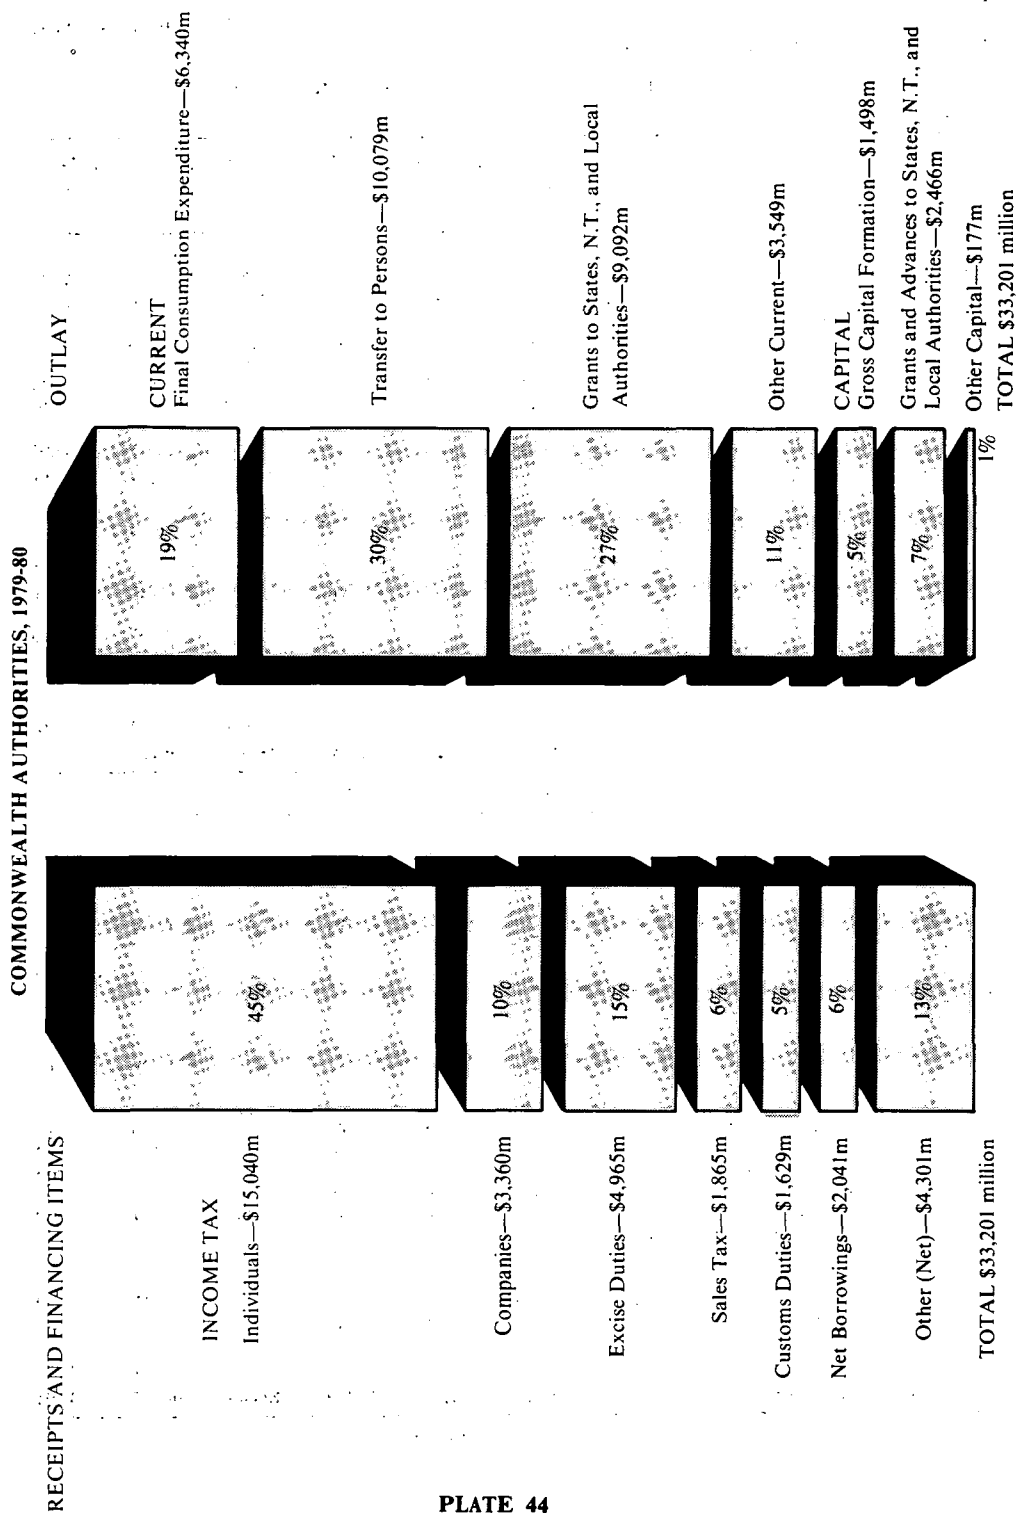 COMMONWEALTH AUTHORITIES, 1979-80
RECEIPTS AND FINANCING ITEMS
INCOME TAX
Individuals—$15,040m
45%
Companies—$3,360m
10%
Excise Duties—$4,965m
15%
Sales Tax—$1,865m
6%
Customs Duties—$1,629m
5%
Net Borrowings—$2,041m
6%
Other (Net)—$4,301m
13%
TOTAL $33,201 million
OUTLAY
CURRENT
Final Consumption Expenditure—$6,340m
19%
Transfer to Persons—$10,079m
30%
Grants to States, N.T., and Local
Authorities—$9,092m
27%
Other Current—$3,549m
11%
CAPITAL
Gross Capital Formation—$1,498m
5%
Grants and Advances to States, N.T., and
Local Authorities—$2,466m
7%
Other Capital—$177m
1%
TOTAL $33,201 million
PLATE 44